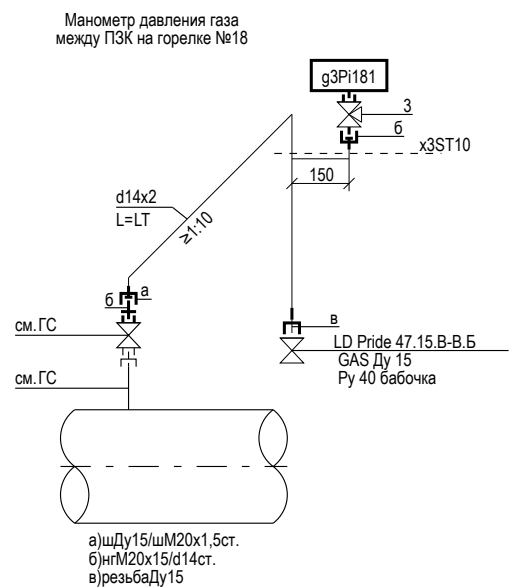 Манометр давления газа
между ПЗК на горелке №18
g3Pi181
3
б
x3ST10
150
d14x2
L=LT
≥1:10
а
б
в
см.ГС
LD Pride 47.15.В-В.Б
GAS Ду 15
Ру 40 бабочка
см.ГС
а)шДу15/шМ20х1,5ст.
б)нгМ20х15/d14ст.
в)резьбаДу15